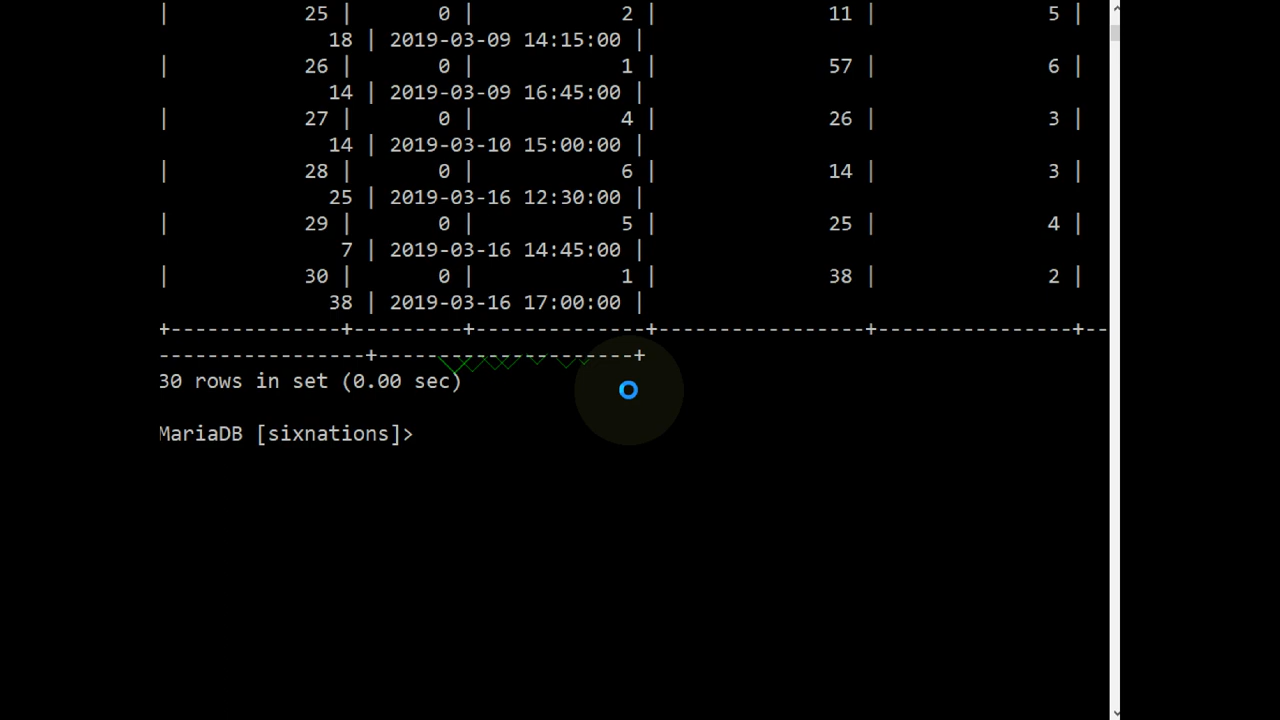 |           25 |       0 |            2 |                11 |              5 |
              18 | 2019-03-09 14:15:00 |
|           26 |       0 |            1 |                57 |              6 |
              14 | 2019-03-09 16:45:00 |
|           27 |       0 |            4 |                26 |              3 |
              14 | 2019-03-10 15:00:00 |
|           28 |       0 |            6 |                14 |              3 |
              25 | 2019-03-16 12:30:00 |
|           29 |       0 |            5 |                25 |              4 |
               7 | 2019-03-16 14:45:00 |
|           30 |       0 |            1 |                38 |              2 |
              38 | 2019-03-16 17:00:00 |
+--------------+---------+--------------+-----------------+----------------+--
-----------------+---------------------+
30 rows in set (0.00 sec)
MariaDB [sixnations]>